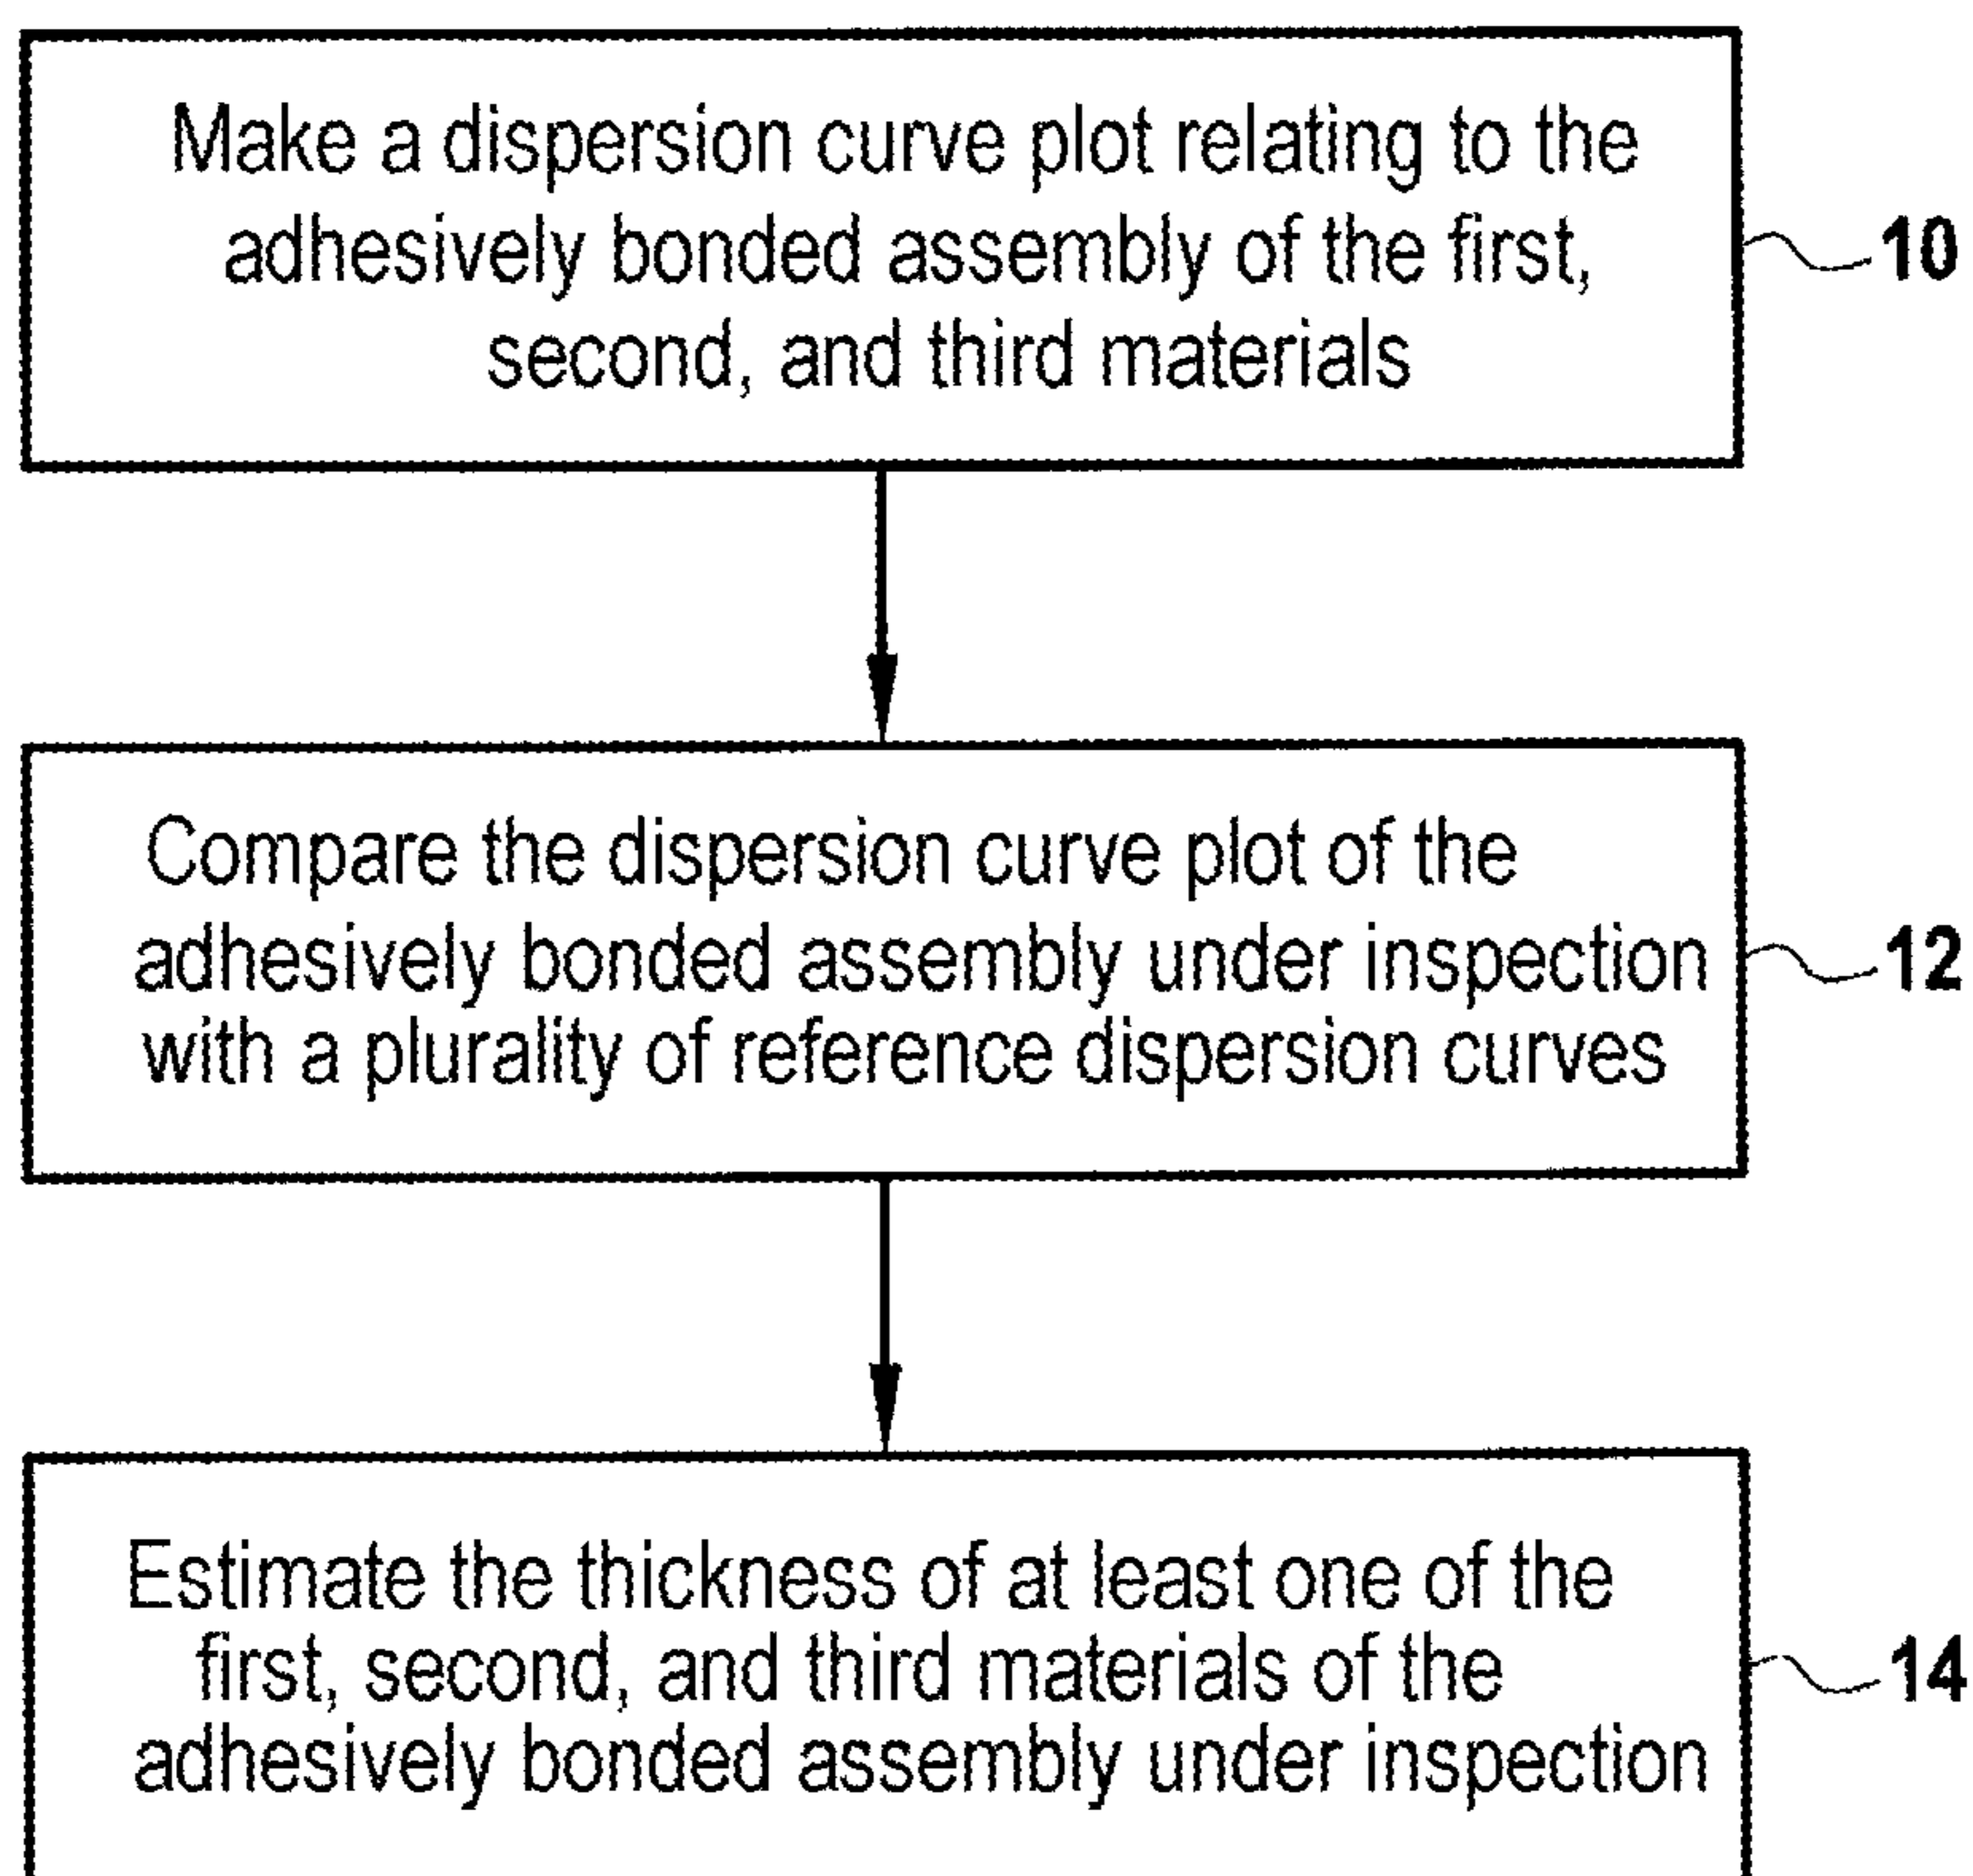 Make a dispersion curve plot relating to the
adhesively bonded assembly of the first,
second, and third materials
10
Compare the dispersion curve plot of the
adhesively bonded assembly under inspection
with a plurality of reference dispersion curves
12
Estimate the thickness of at least one of the
first, second, and third materials of the
adhesively bonded assembly under inspection
14